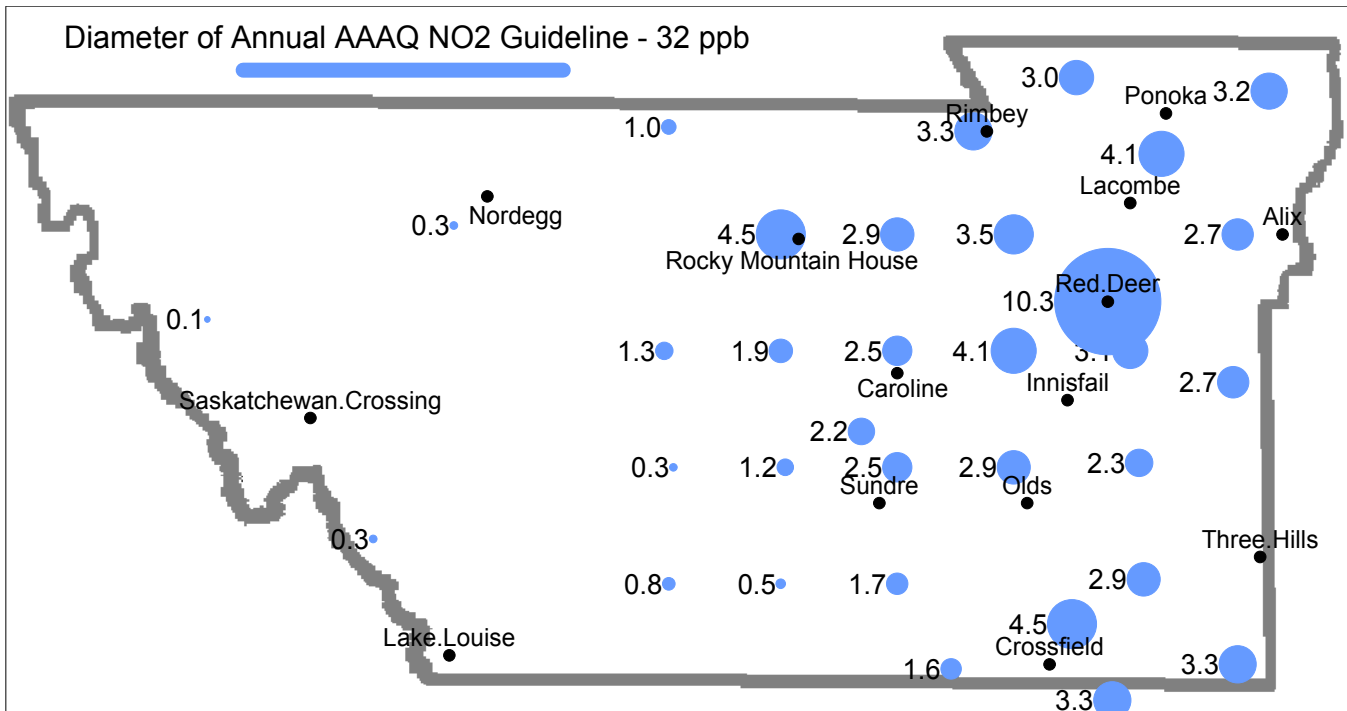 Diameter of Annual AAAQ NO2 Guideline - 32 ppb
3.0
3.2
Ponoka
1.0
3.3
Rimbey
4.1
Lacombe
Nordegg
0.3
4.5
2.9
3.5
2.7
Alix
Rocky Mountain House
Red.Deer
10.3
0.1
1.3
1.9
2.5
4.1
3.1
2.7
Caroline
Innisfail
Saskatchewan.Crossing
2.2
0.3
1.2
2.5
2.9
2.3
Sundre
Olds
0.3
Three.Hills
0.8
0.5
1.7
2.9
4.5
Lake.Louise
Crossfield
1.6
3.3
3.3